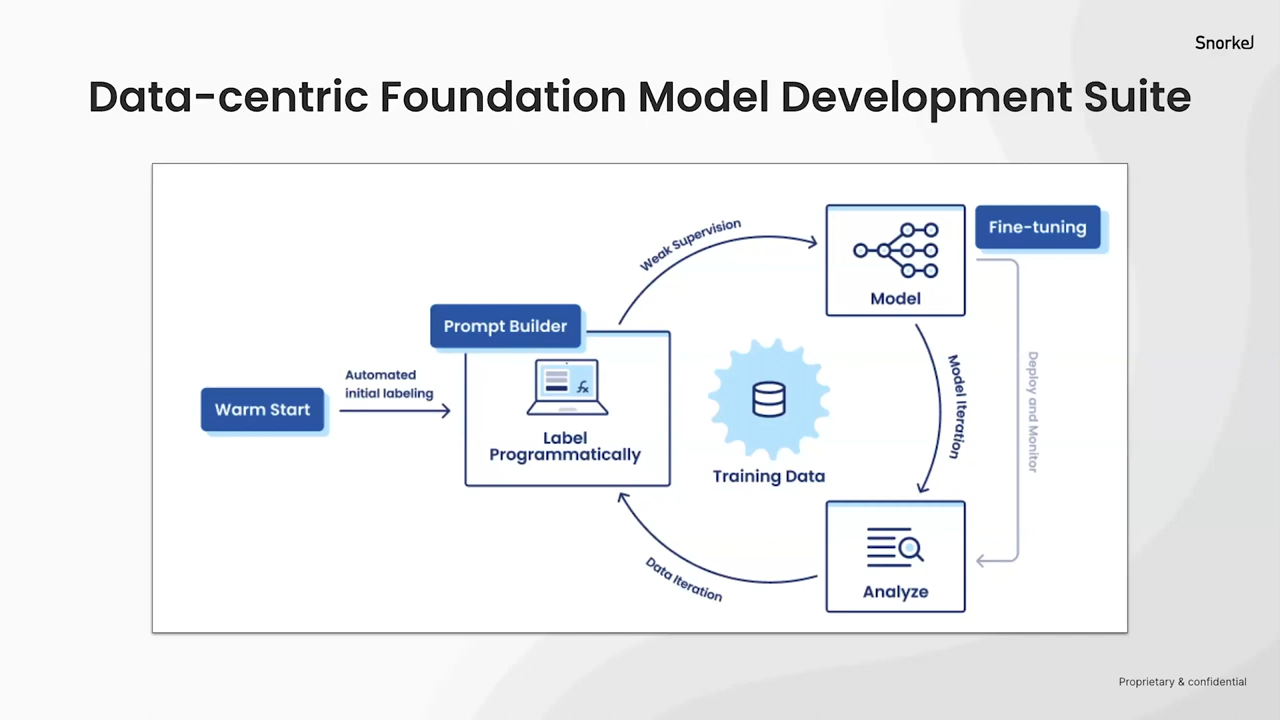 Snorkel
Data-centric Foundation Model Development Suite
Weak Supervision
Model
Fine-tuning
Prompt Builder
Automated
initial labeling
Warm Start
fx
Label
Programmatically
Training Data
Model Iteration
Deploy and Monitor
Data Iteration
Analyze
Proprietary & confidential